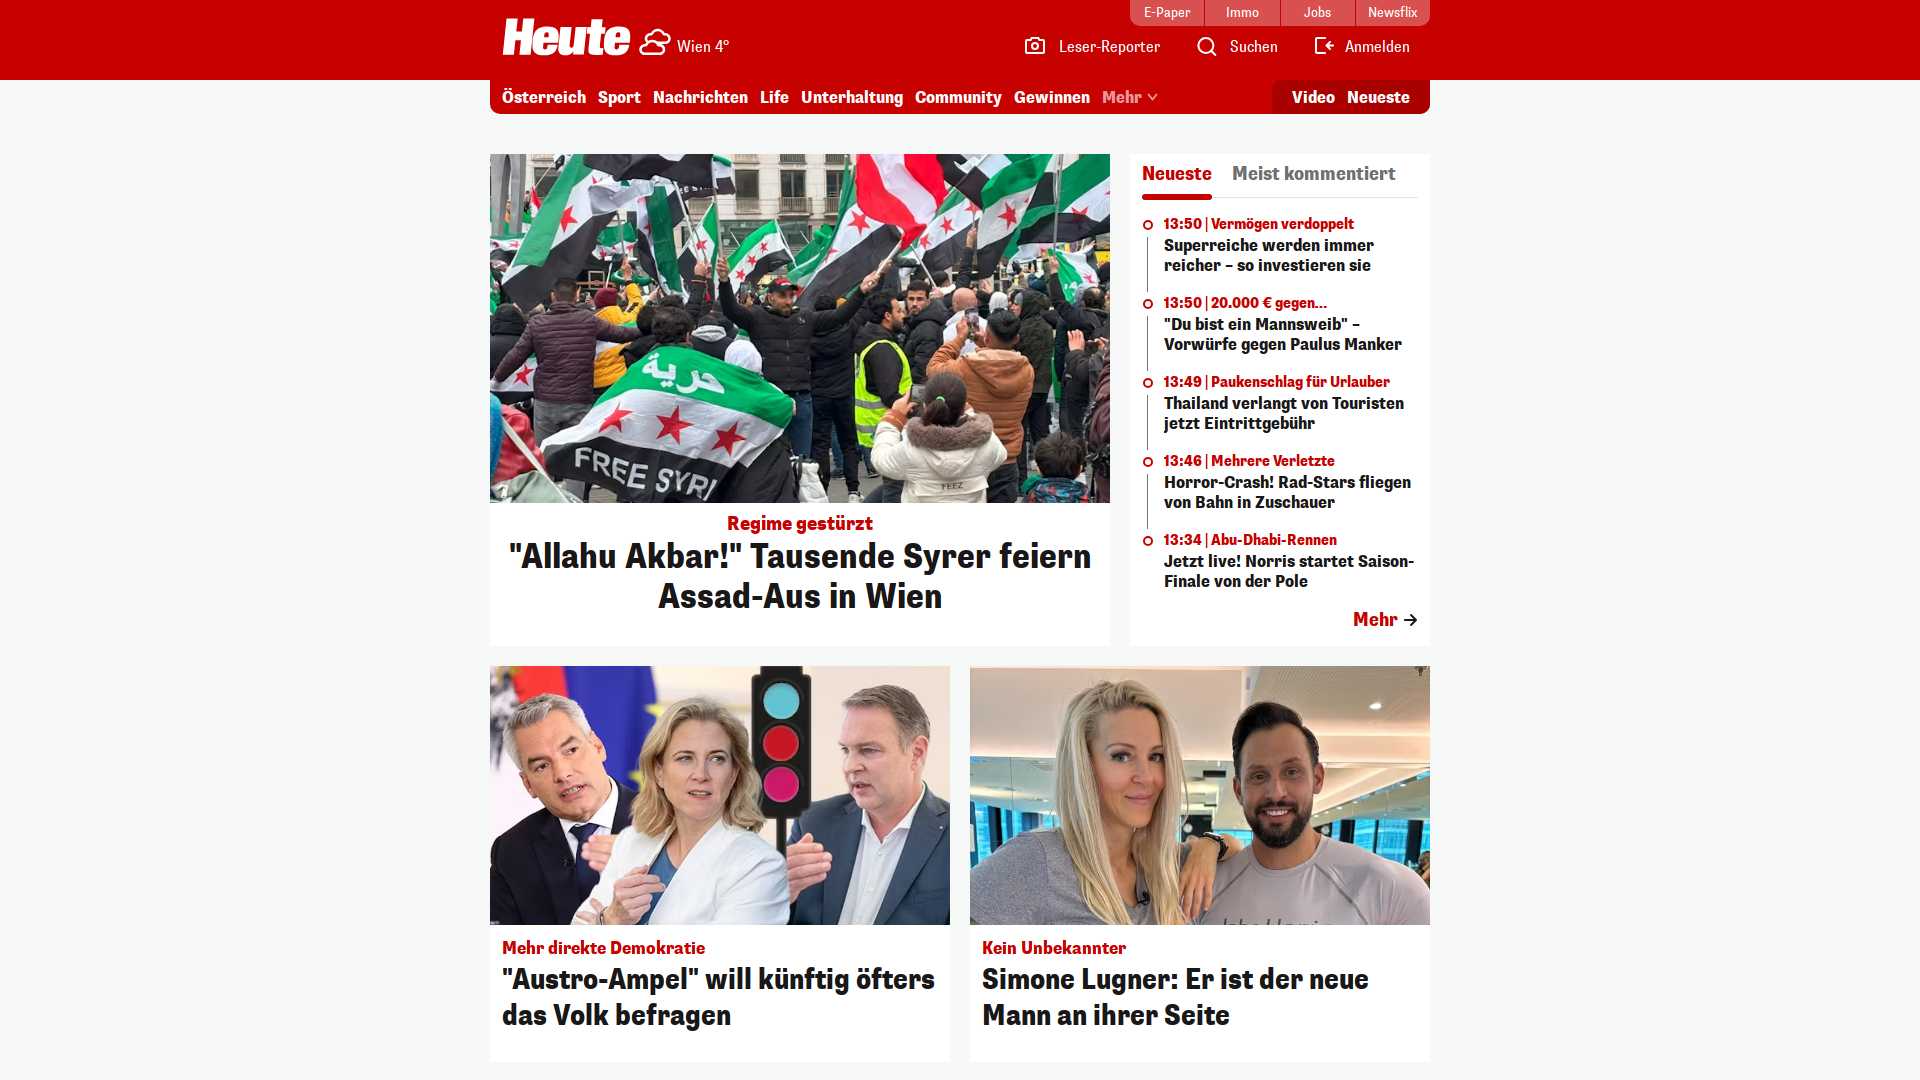 E-Paper
Immo
Jobs
Newsflix
Heute
Wien 4°
Leser-Reporter
Suchen
Anmelden
Österreich
Sport
Nachrichten
Life
Unterhaltung
Community
Gewinnen
Mehr
Video
Neueste
حرية
FREE SYRI
FEEZ
Regime gestürzt
"Allahu Akbar!" Tausende Syrer feiern
Assad-Aus in Wien
Neueste
Meist kommentiert
13:50 | Vermögen verdoppelt
Superreiche werden immer
reicher – so investieren sie
13:50 | 20.000 € gegen...
"Du bist ein Mannsweib" –
Vorwürfe gegen Paulus Manker
13:49 | Paukenschlag für Urlauber
Thailand verlangt von Touristen
jetzt Eintrittgebühr
13:46 | Mehrere Verletzte
Horror-Crash! Rad-Stars fliegen
von Bahn in Zuschauer
13:34 | Abu-Dhabi-Rennen
Jetzt live! Norris startet Saison-
Finale von der Pole
Mehr
Mehr direkte Demokratie
"Austro-Ampel" will künftig öfters
das Volk befragen
Kein Unbekannter
Simone Lugner: Er ist der neue
Mann an ihrer Seite